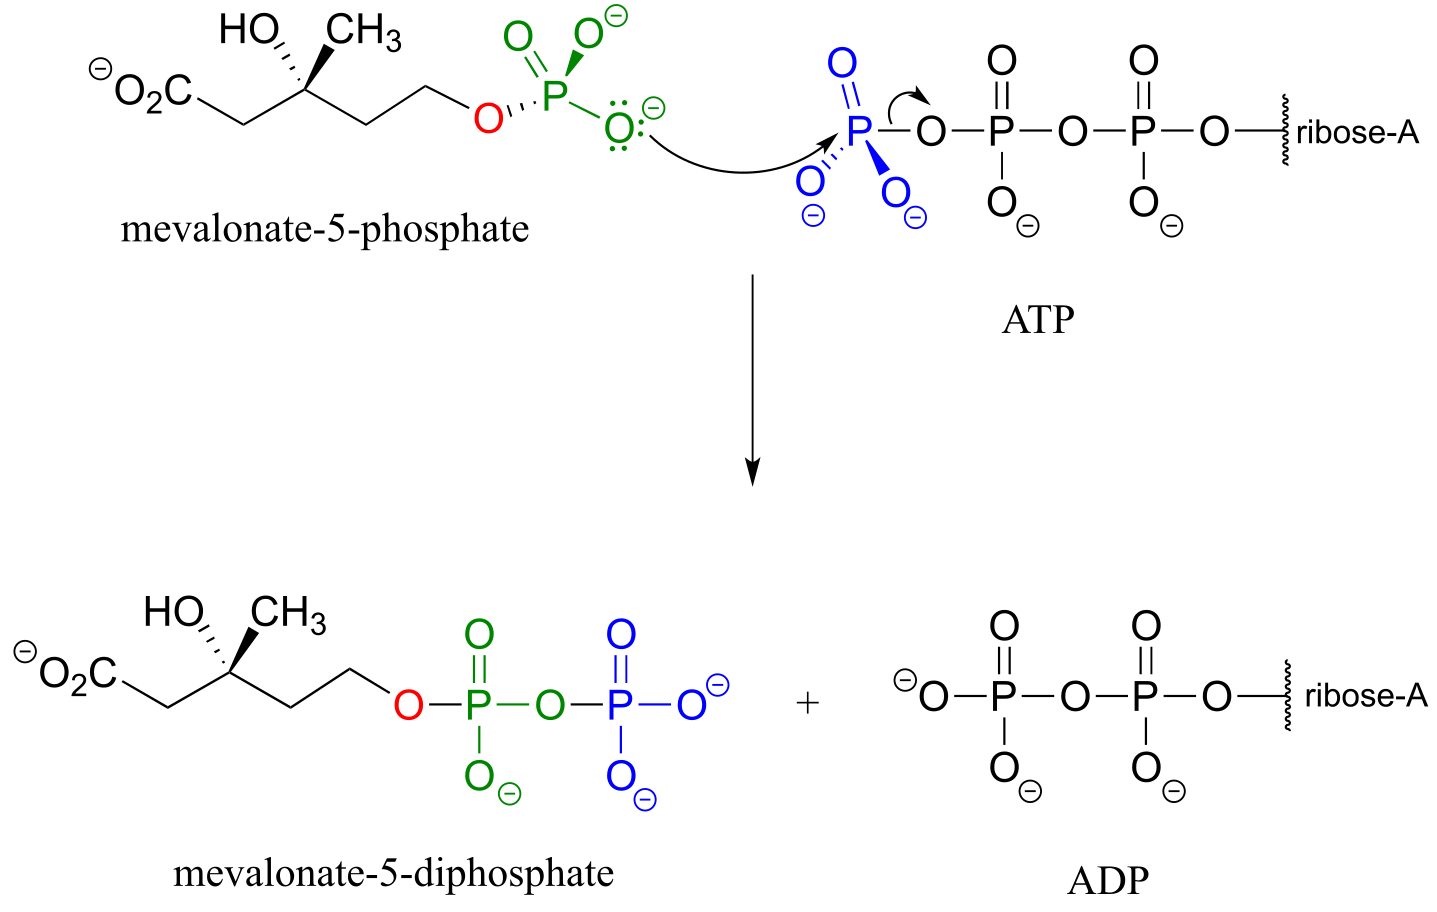 HO CH₃ O O⊖
⊖O₂C O P O⊖
O O O
P O P O P O ribose-A
O⊖ O⊖ O⊖ O⊖
mevalonate-5-phosphate
ATP
HO CH₃ O O
⊖O₂C O P O P O⊖
O⊖ O⊖
+
O O
⊖O P O P O ribose-A
O⊖ O⊖
mevalonate-5-diphosphate
ADP